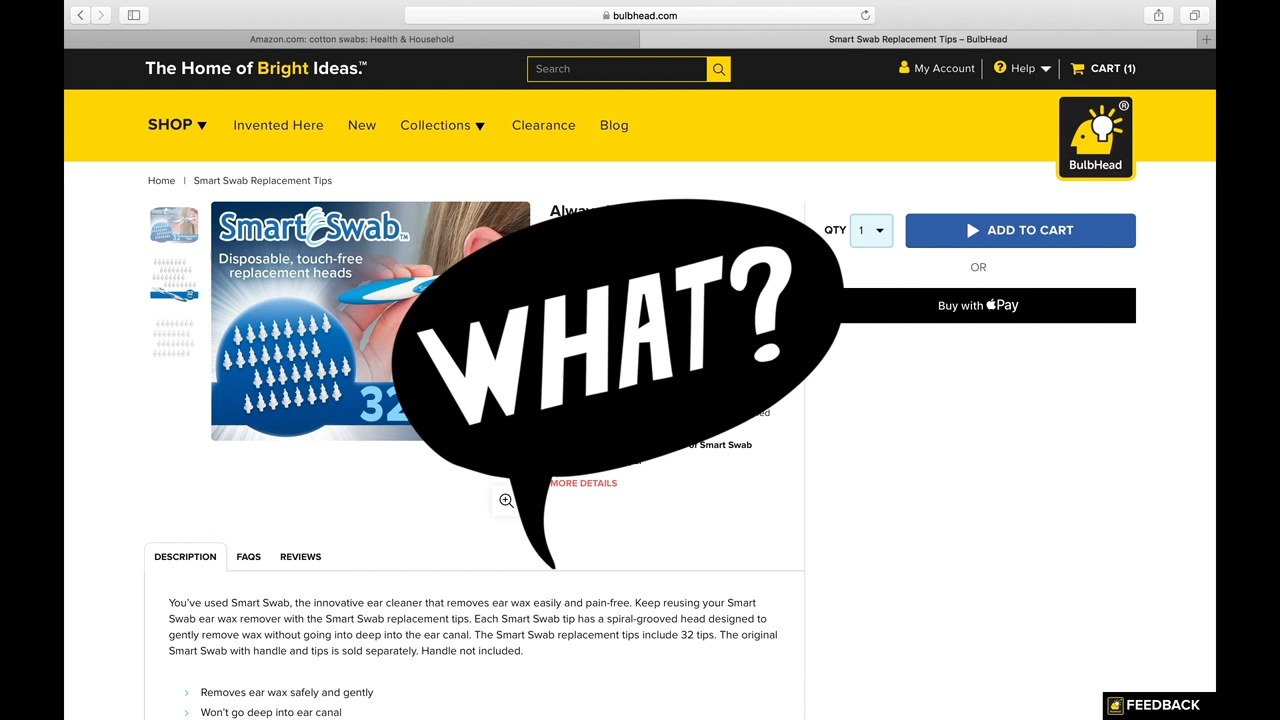 bulbhead.com
Amazon.com: cotton swabs: Health & Household
Smart Swab Replacement Tips – BulbHead
The Home of Bright Ideas.™
Search
My Account
Help
CART (1)
SHOP
Invented Here
New
Collections
Clearance
Blog
®
BulbHead
Home | Smart Swab Replacement Tips
Smart Swab™
Disposable, touch-free
replacement heads
32
WHAT?
QTY
1
ADD TO CART
OR
Buy with Pay
of Smart Swab
MORE DETAILS
DESCRIPTION
FAQS
REVIEWS
You've used Smart Swab, the innovative ear cleaner that removes ear wax easily and pain-free. Keep reusing your Smart
Swab ear wax remover with the Smart Swab replacement tips. Each Smart Swab tip has a spiral-grooved head designed to
gently remove wax without going into deep into the ear canal. The Smart Swab replacement tips include 32 tips. The original
Smart Swab with handle and tips is sold separately. Handle not included.
Removes ear wax safely and gently
Won't go deep into ear canal
BulbHead
FEEDBACK